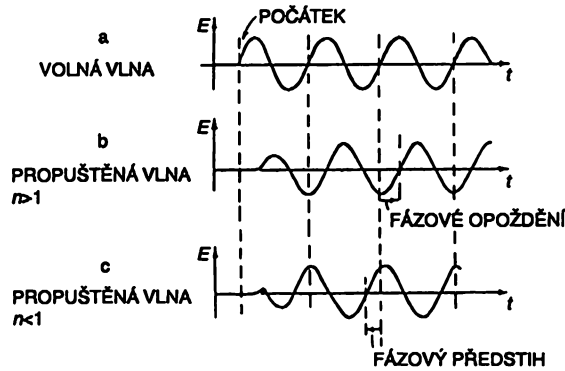 POČÁTEK
a
VOLNÁ VLNA
E
t
b
PROPUŠTĚNÁ VLNA
n>1
E
t
FÁZOVÉ OPOŽDĚNÍ
c
PROPUŠTĚNÁ VLNA
n<1
E
t
FÁZOVÝ PŘEDSTIH